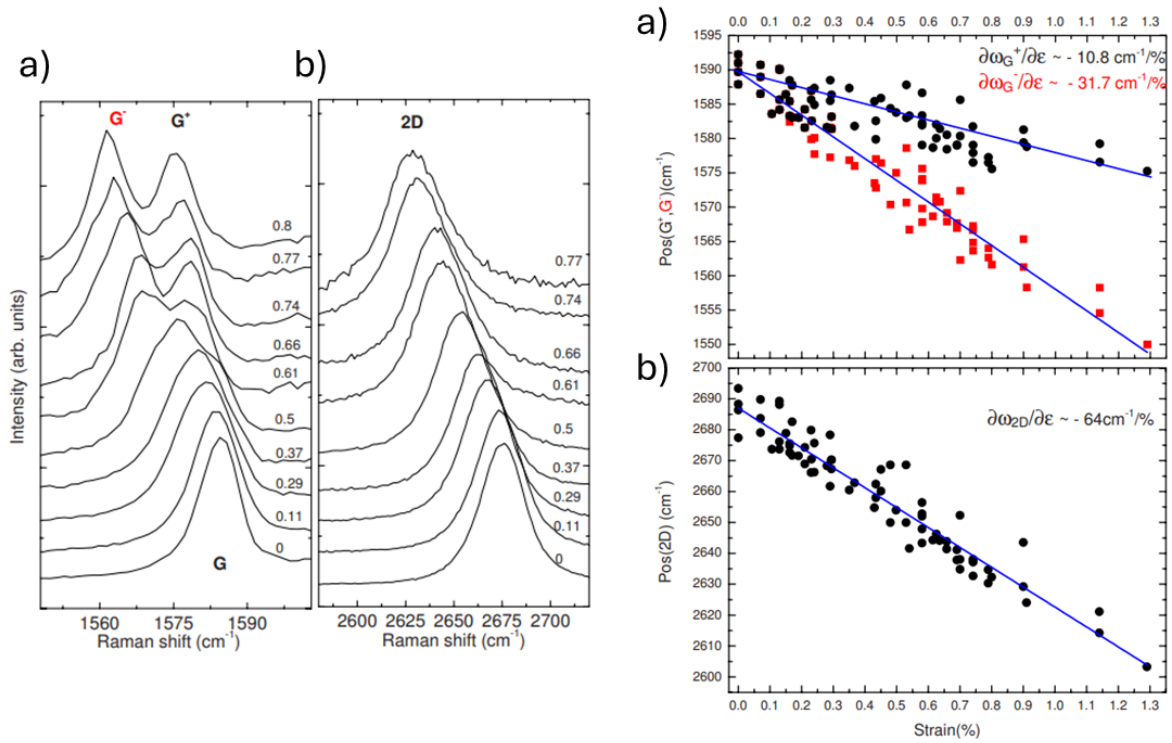 a)
G⁻
G⁺
0.8
0.77
0.74
0.66
0.61
0.5
0.37
0.29
0.11
0
G
Intensity (arb. units)
1560 1575 1590
Raman shift (cm⁻¹)
b)
2D
0.77
0.74
0.66
0.61
0.5
0.37
0.29
0.11
0
2600 2625 2650 2675 2700
Raman shift (cm⁻¹)
a)
0.0 0.1 0.2 0.3 0.4 0.5 0.6 0.7 0.8 0.9 1.0 1.1 1.2 1.3
∂ω_G⁺/∂ε ~ - 10.8 cm⁻¹/%
∂ω_G⁻/∂ε ~ - 31.7 cm⁻¹/%
1595
1590
1585
1580
1575
1570
1565
1560
1555
1550
Pos(G⁺,G⁻)(cm⁻¹)
b)
∂ω_2D/∂ε ~ - 64cm⁻¹/%
2700
2690
2680
2670
2660
2650
2640
2630
2620
2610
2600
Pos(2D) (cm⁻¹)
0.0 0.1 0.2 0.3 0.4 0.5 0.6 0.7 0.8 0.9 1.0 1.1 1.2 1.3
Strain(%)